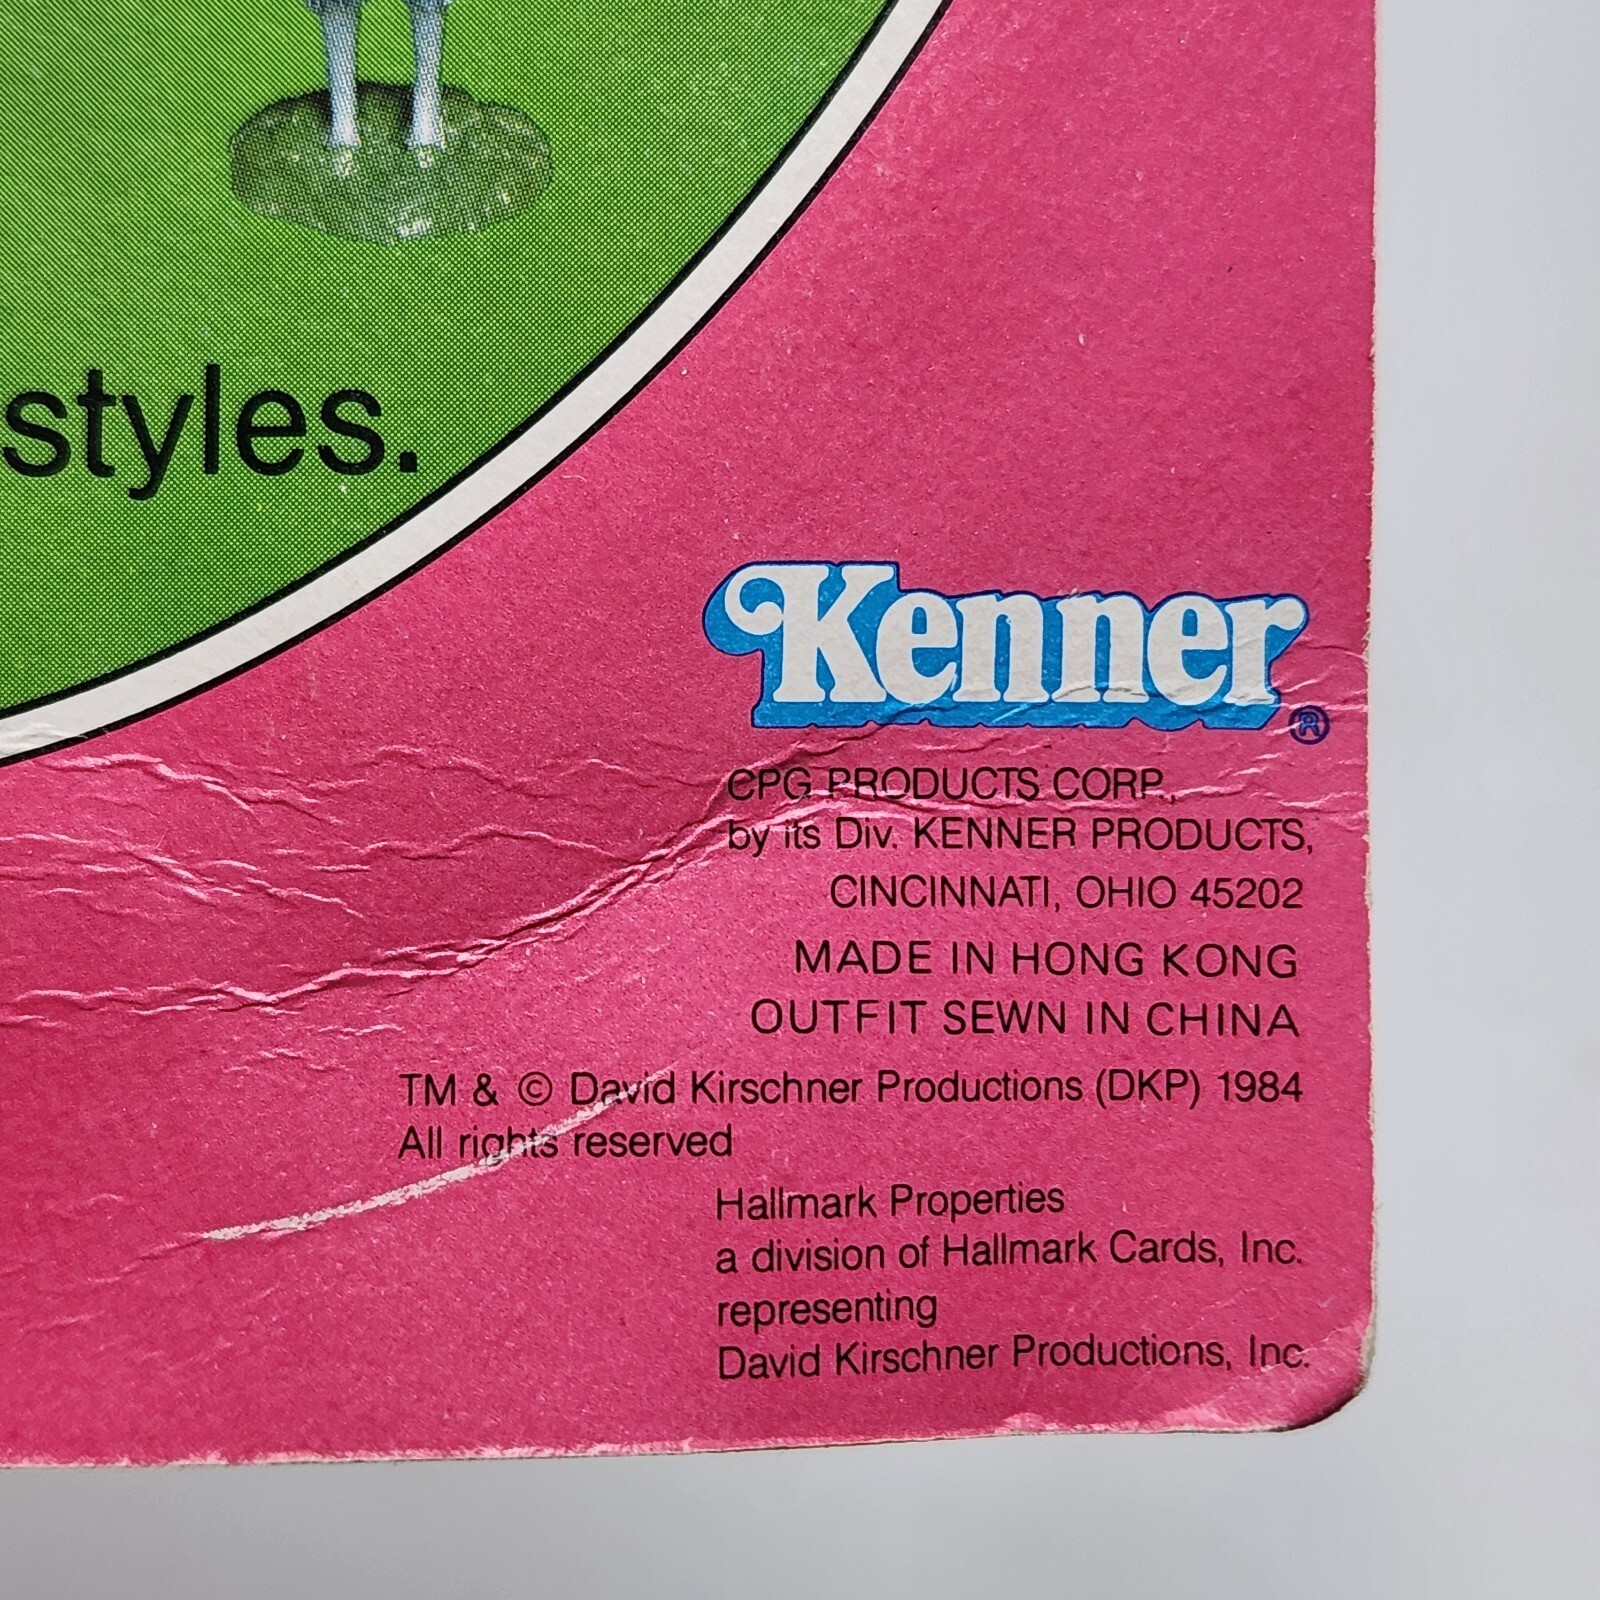 styles.
Kenner®
CPG PRODUCTS CORP.,
by its Div. KENNER PRODUCTS,
CINCINNATI, OHIO 45202
MADE IN HONG KONG
OUTFIT SEWN IN CHINA
TM & © David Kirschner Productions (DKP) 1984
All rights reserved
Hallmark Properties
a division of Hallmark Cards, Inc.
representing
David Kirschner Productions, Inc.